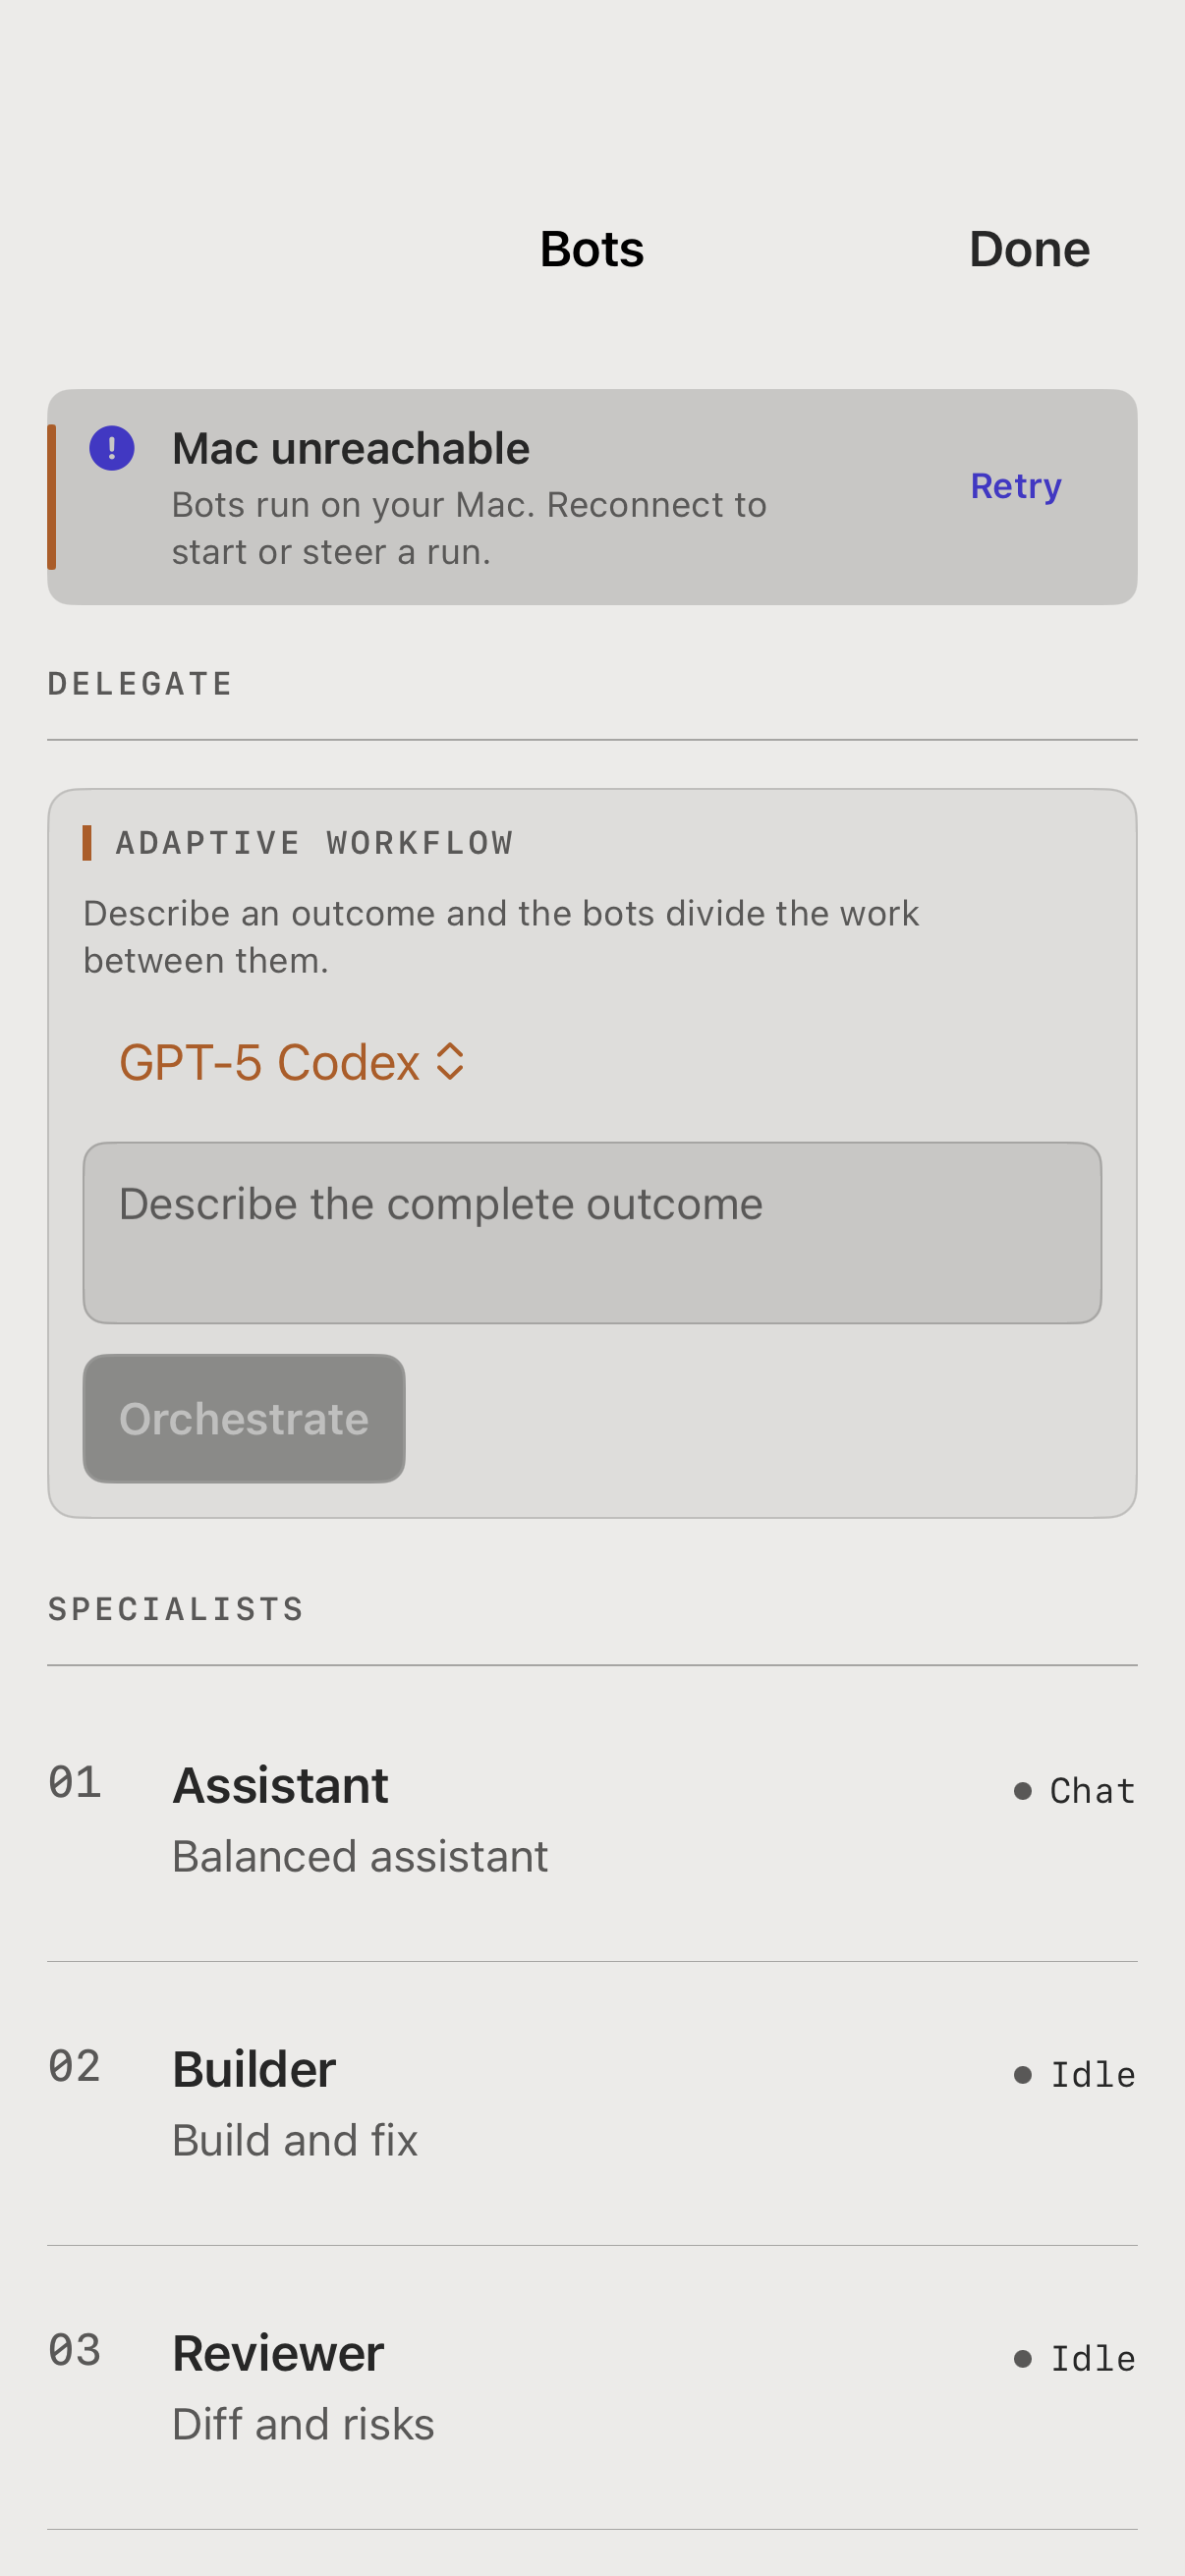 Bots
Done
Mac unreachable
Bots run on your Mac. Reconnect to
start or steer a run.
Retry
DELEGATE
ADAPTIVE WORKFLOW
Describe an outcome and the bots divide the work
between them.
GPT-5 Codex
Describe the complete outcome
Orchestrate
SPECIALISTS
01
Assistant
Chat
Balanced assistant
02
Builder
Idle
Build and fix
03
Reviewer
Idle
Diff and risks